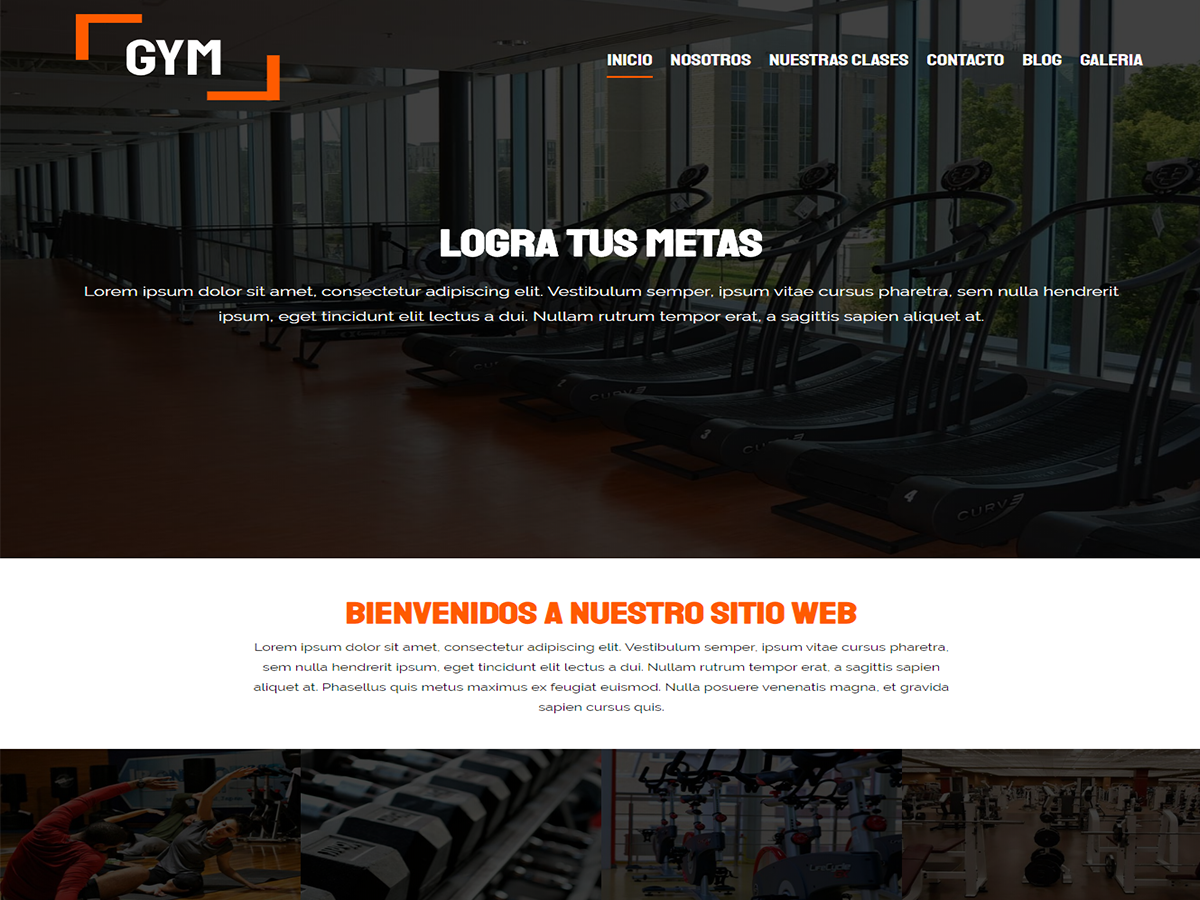 GYM
INICIO NOSOTROS NUESTRAS CLASES CONTACTO BLOG GALERIA
LOGRA TUS METAS
Lorem ipsum dolor sit amet, consectetur adipiscing elit. Vestibulum semper, ipsum vitae cursus pharetra, sem nulla hendrerit
ipsum, eget tincidunt elit lectus a dui. Nullam rutrum tempor erat, a sagittis sapien aliquet at.
3
4
CURVE
BIENVENIDOS A NUESTRO SITIO WEB
Lorem ipsum dolor sit amet, consectetur adipiscing elit. Vestibulum semper, ipsum vitae cursus pharetra,
sem nulla hendrerit ipsum, eget tincidunt elit lectus a dui. Nullam rutrum tempor erat, a sagittis sapien
aliquet at. Phasellus quis metus maximus ex feugiat euismod. Nulla posuere venenatis magna, et gravida
sapien cursus quis.
LifeCycle